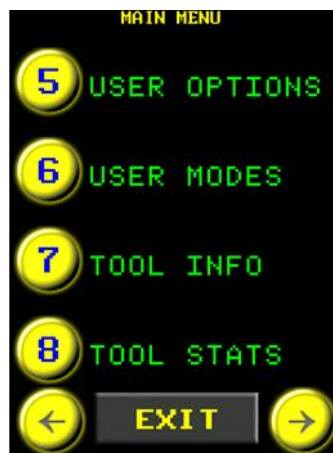 MAIN MENU
5 USER OPTIONS
6 USER MODES
7 TOOL INFO
8 TOOL STATS
← EXIT →